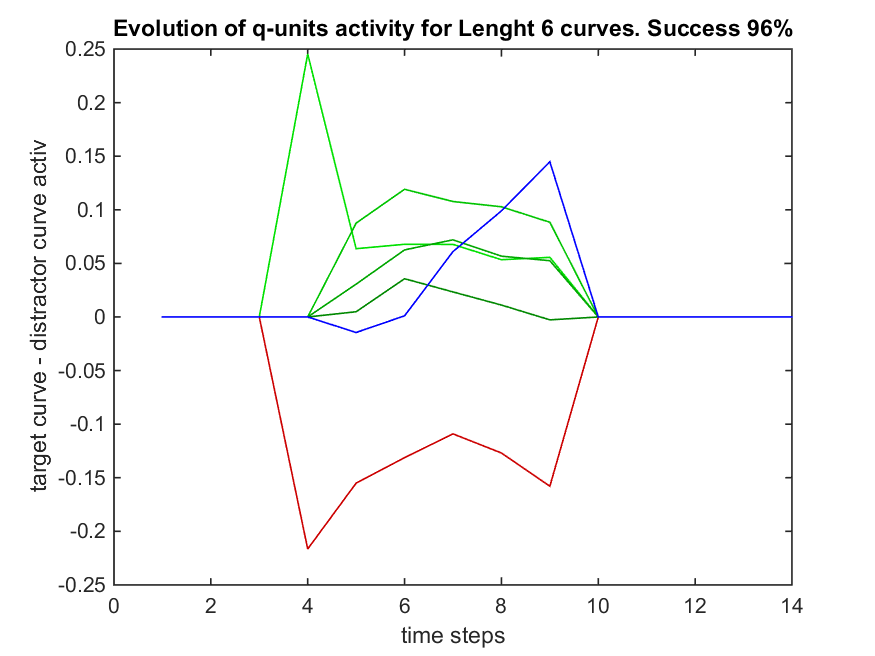 Evolution of q-units activity for Lenght 6 curves. Success 96%
0.25
0.2
0.15
0.1
0.05
0
-0.05
-0.1
-0.15
-0.2
-0.25
target curve - distractor curve activ
0 2 4 6 8 10 12 14
time steps